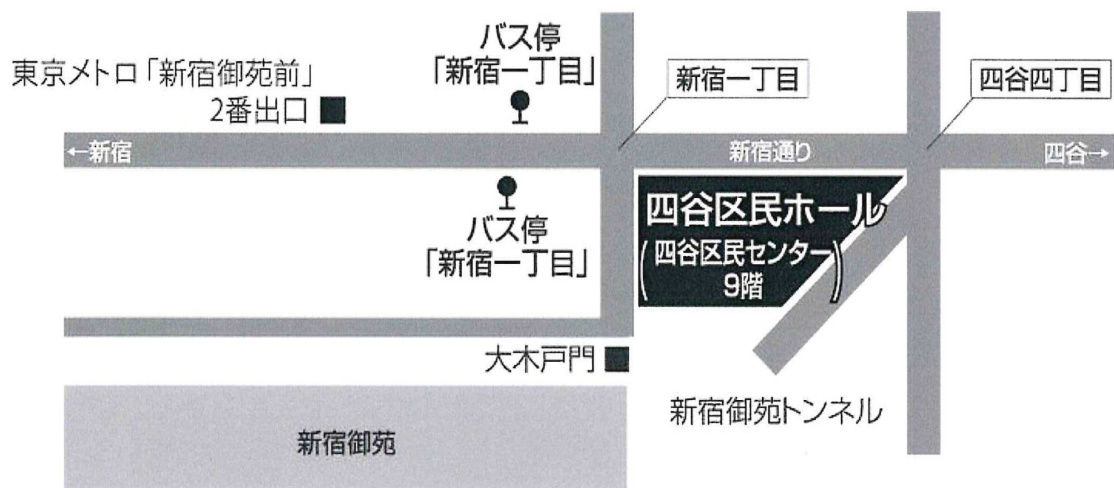 バス停
「新宿一丁目」
東京メトロ「新宿御苑前」
2番出口
新宿一丁目
四谷四丁目
←新宿
新宿通り
四谷→
四谷区民ホール
(四谷区民センター)
9階
バス停
「新宿一丁目」
大木戸門
新宿御苑トンネル
新宿御苑